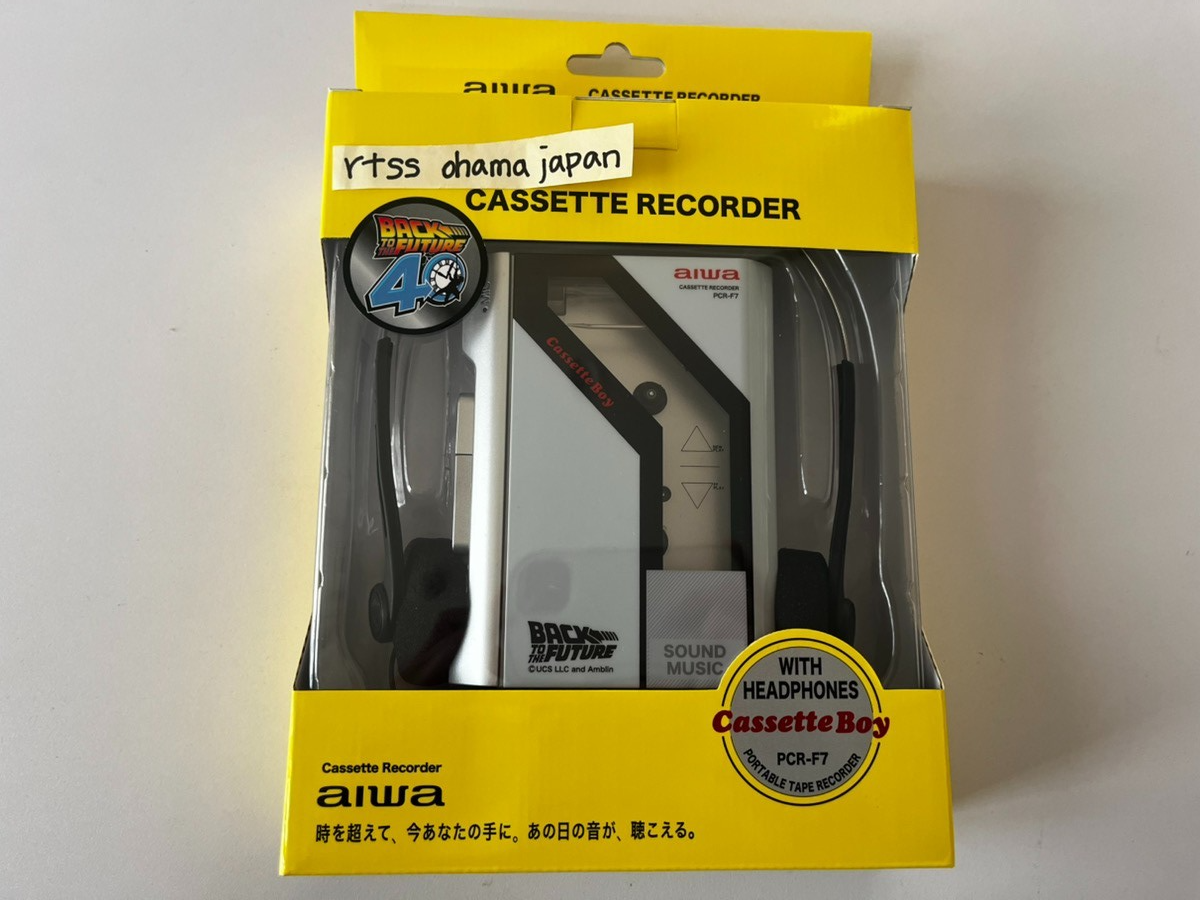 aiwa CASSETTE RECORDER
rtss ohama japan
CASSETTE RECORDER
BACK
TO THE FUTURE
40
aiwa
CASSETTE RECORDER
PCR-F7
CassetteBoy
BACK
TO THE FUTURE
©UCS LLC and Amblin
SOUND
MUSIC
WITH
HEADPHONES
Cassette Boy
PCR-F7
PORTABLE TAPE RECORDER
Cassette Recorder
aiwa
時を超えて、今あなたの手に。あの日の音が、聴こえる。